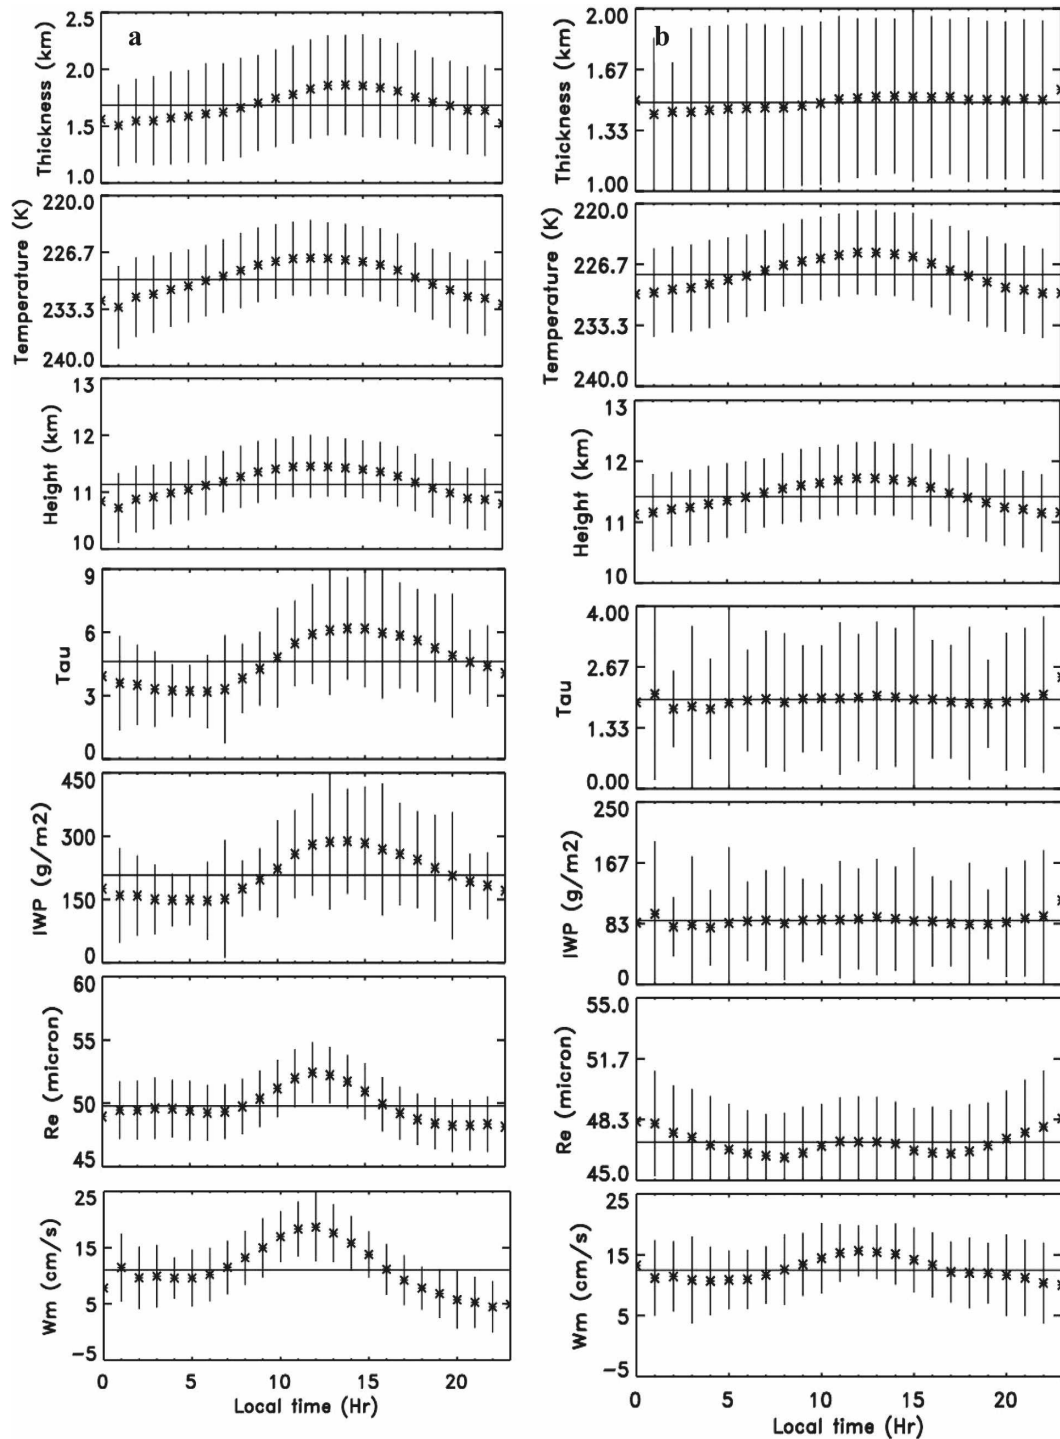 a
2.5
2.0
1.5
1.0
Thickness (km)
220.0
226.7
233.3
240.0
Temperature (K)
13
12
11
10
Height (km)
9
6
3
0
Tau
450
300
150
0
IWP (g/m2)
60
55
50
45
Re (micron)
25
15
5
-5
Wm (cm/s)
0 5 10 15 20
Local time (Hr)
b
2.00
1.67
1.33
1.00
Thickness (km)
220.0
226.7
233.3
240.0
Temperature (K)
13
12
11
10
Height (km)
4.00
2.67
1.33
0.00
Tau
250
167
83
0
IWP (g/m2)
55.0
51.7
48.3
45.0
Re (micron)
25
15
5
-5
Wm (cm/s)
0 5 10 15 20
Local time (Hr)